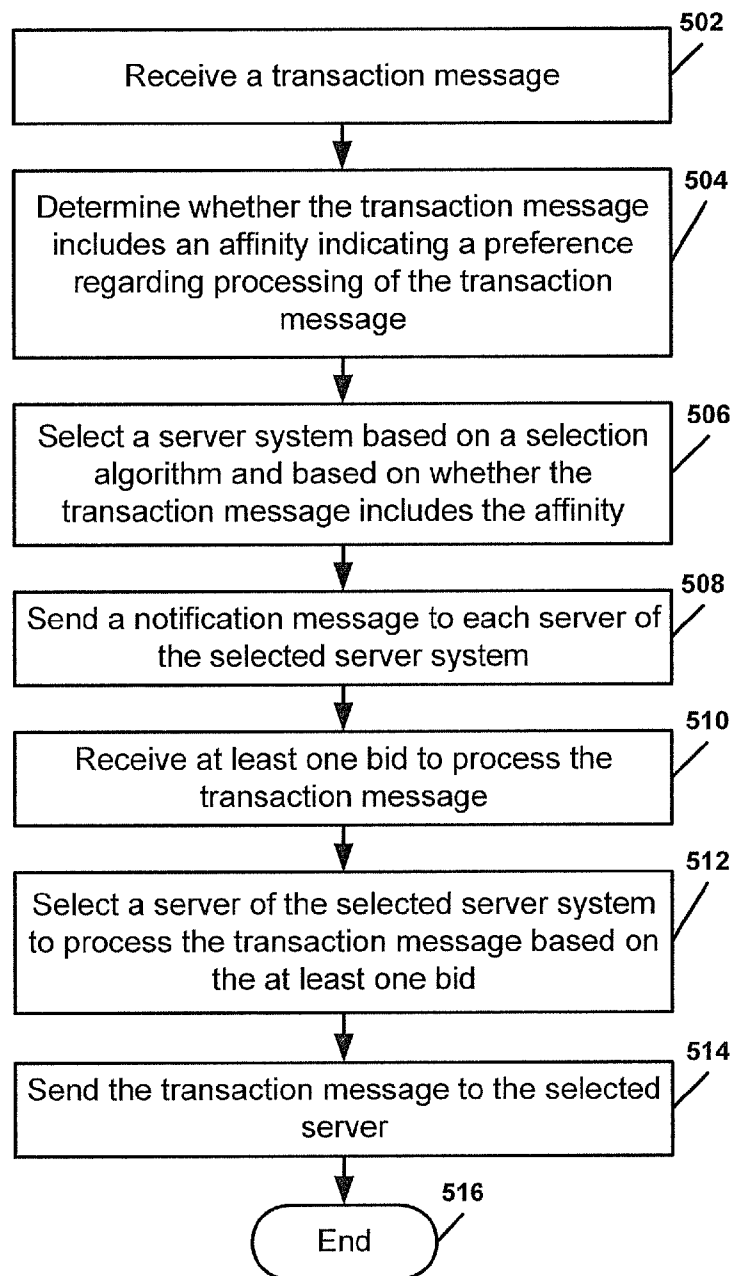 502
Receive a transaction message
504
Determine whether the transaction message
includes an affinity indicating a preference
regarding processing of the transaction
message
506
Select a server system based on a selection
algorithm and based on whether the
transaction message includes the affinity
508
Send a notification message to each server of
the selected server system
510
Receive at least one bid to process the
transaction message
512
Select a server of the selected server system
to process the transaction message based on
the at least one bid
514
Send the transaction message to the selected
server
516
End